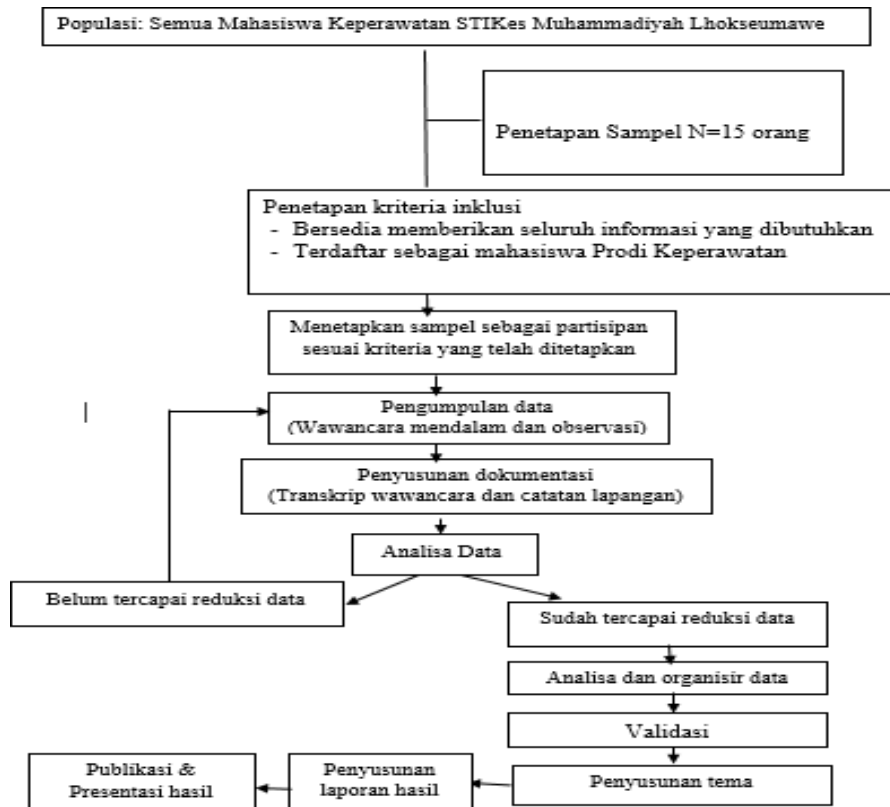 Populasi: Semua Mahasiswa Keperawatan STIKes Muhammadiyah Lhokseumawe
Penetapan Sampel N=15 orang
Penetapan kriteria inklusi
- Bersedia memberikan seluruh informasi yang dibutuhkan
- Terdaftar sebagai mahasiswa Prodi Keperawatan
Menetapkan sampel sebagai partisipan
sesuai kriteria yang telah ditetapkan
Pengumpulan data
(Wawancara mendalam dan observasi)
Penyusunan dokumentasi
(Transkrip wawancara dan catatan lapangan)
Analisa Data
Belum tercapai reduksi data
Sudah tercapai reduksi data
Analisa dan organisir data
Validasi
Penyusunan tema
Penyusunan
laporan hasil
Publikasi &
Presentasi hasil